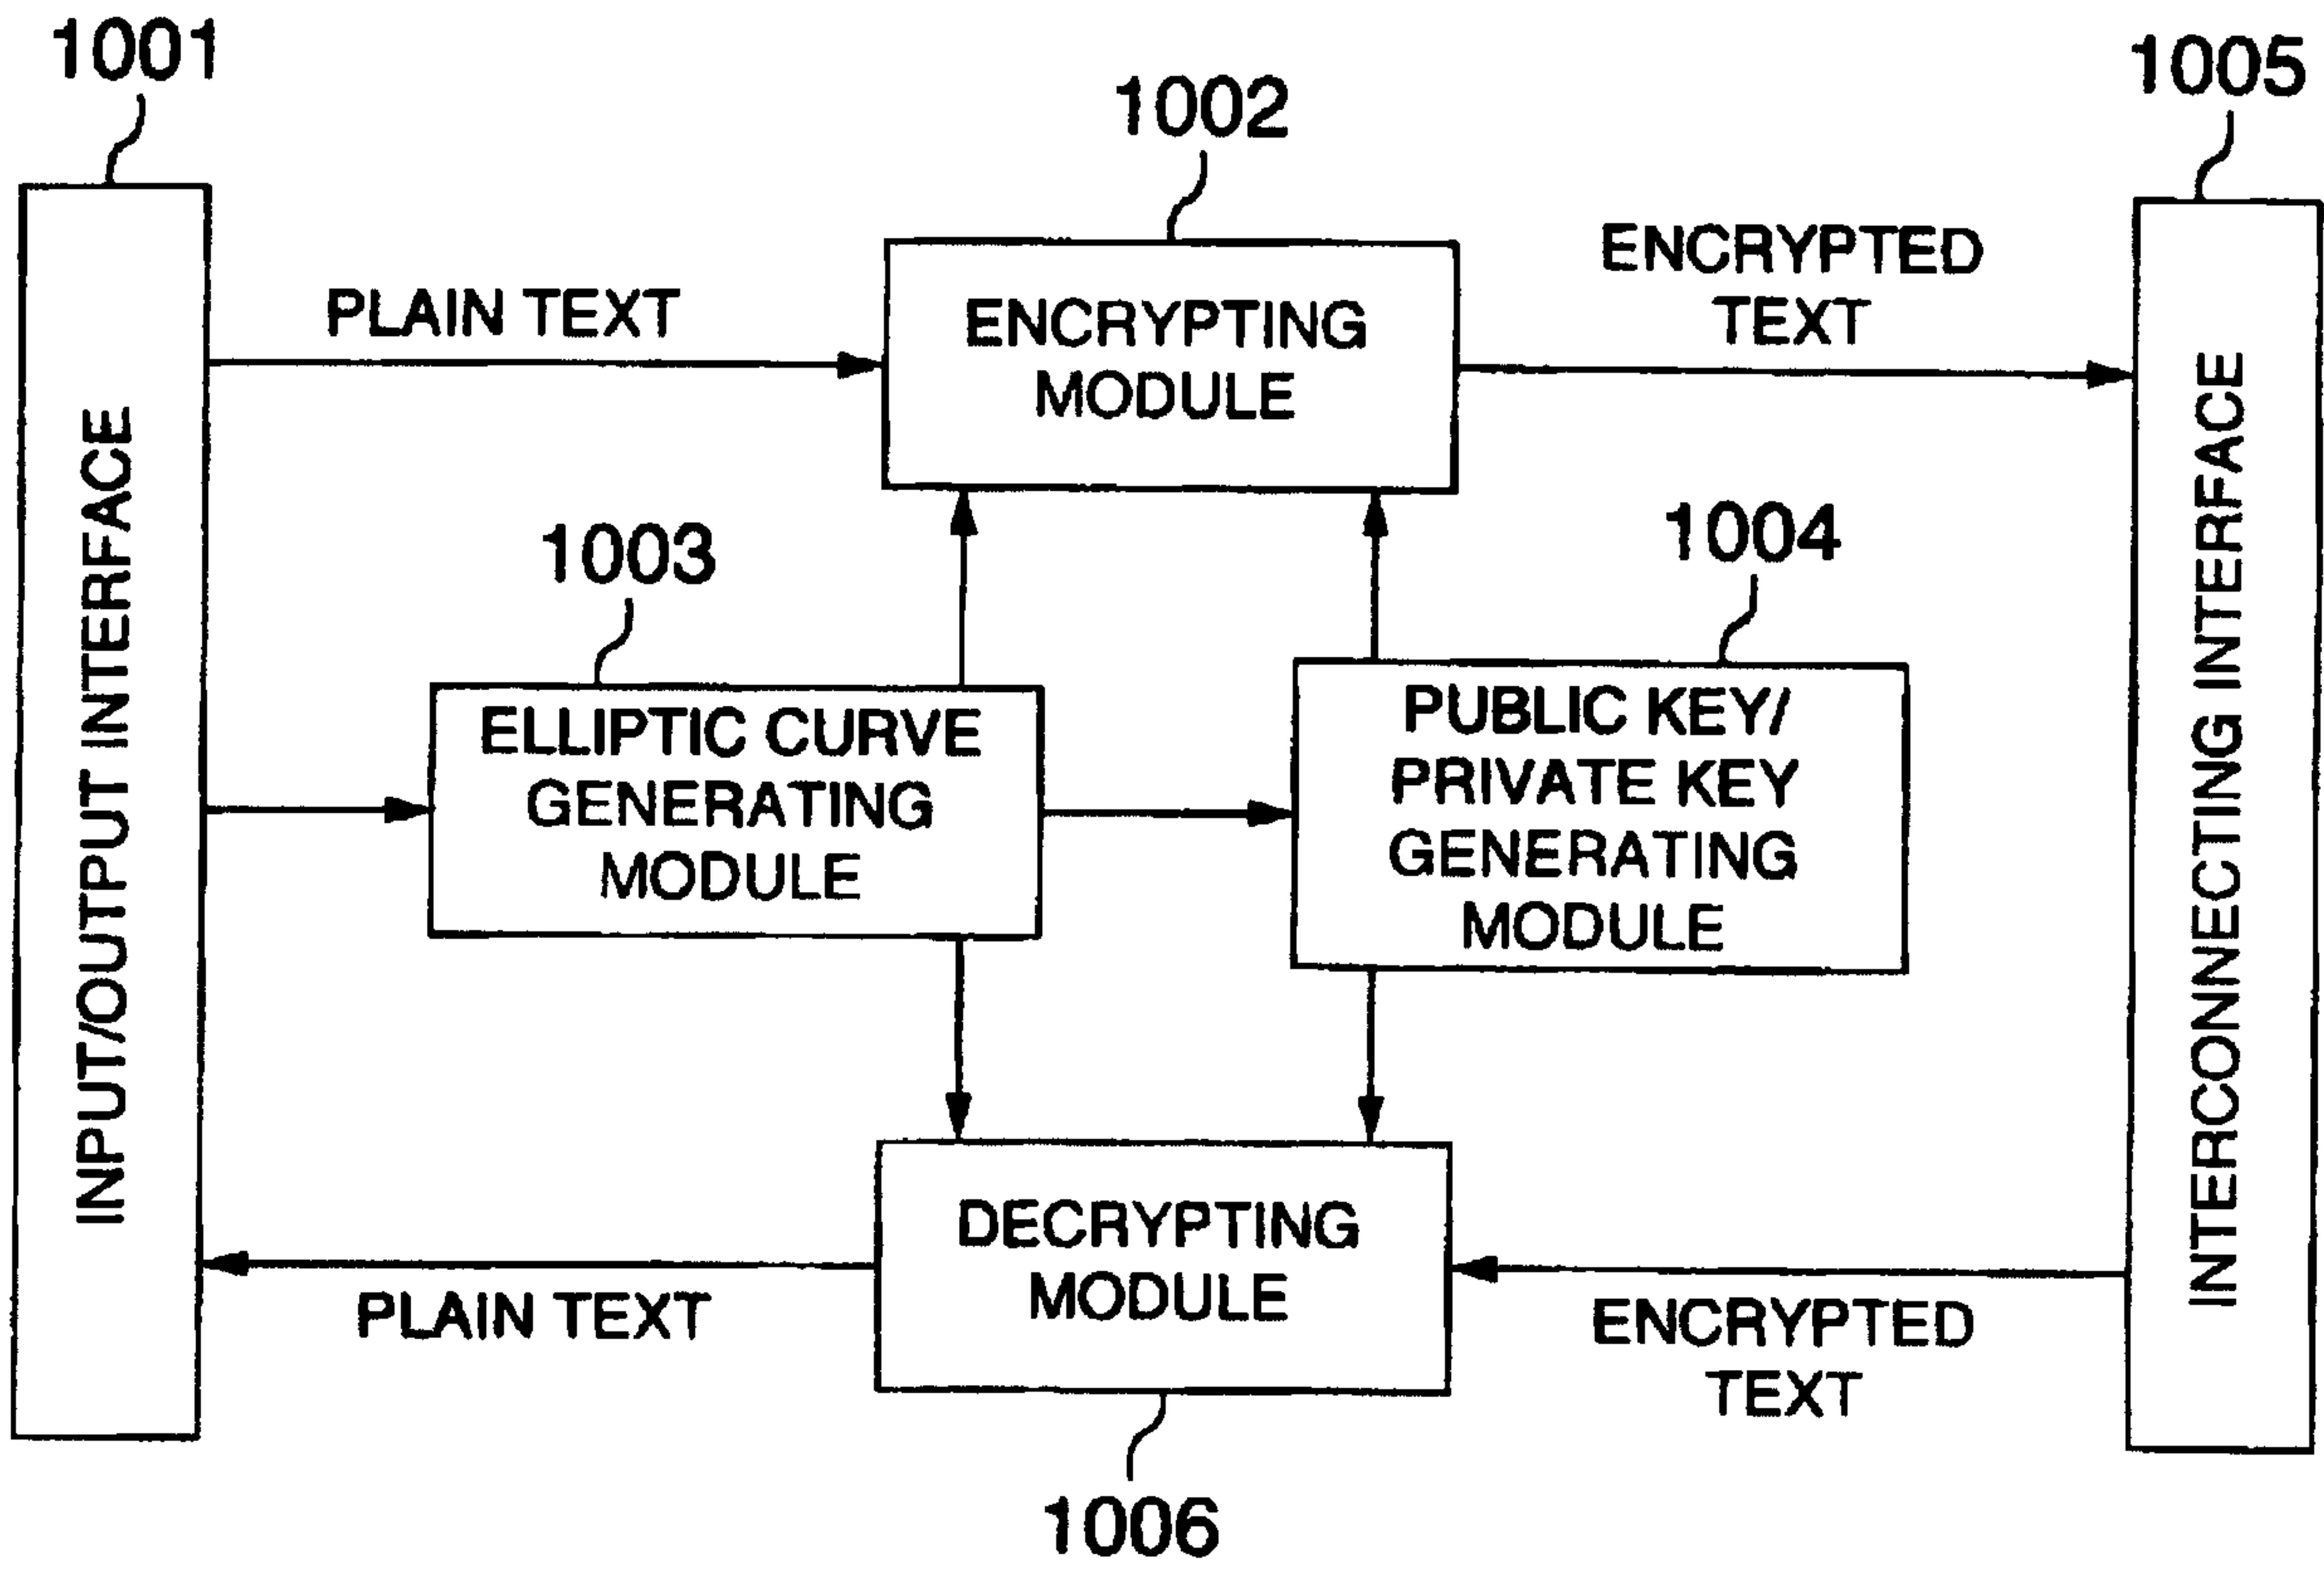 1001
1002
1005
PLAIN TEXT
ENCRYPTING
MODULE
ENCRYPTED
TEXT
INPUT/OUTPUT INTERFACE
1003
1004
INTERCONNECTING INTERFACE
ELLIPTIC CURVE
GENERATING
MODULE
PUBLIC KEY/
PRIVATE KEY
GENERATING
MODULE
DECRYPTING
MODULE
PLAIN TEXT
ENCRYPTED
TEXT
1006